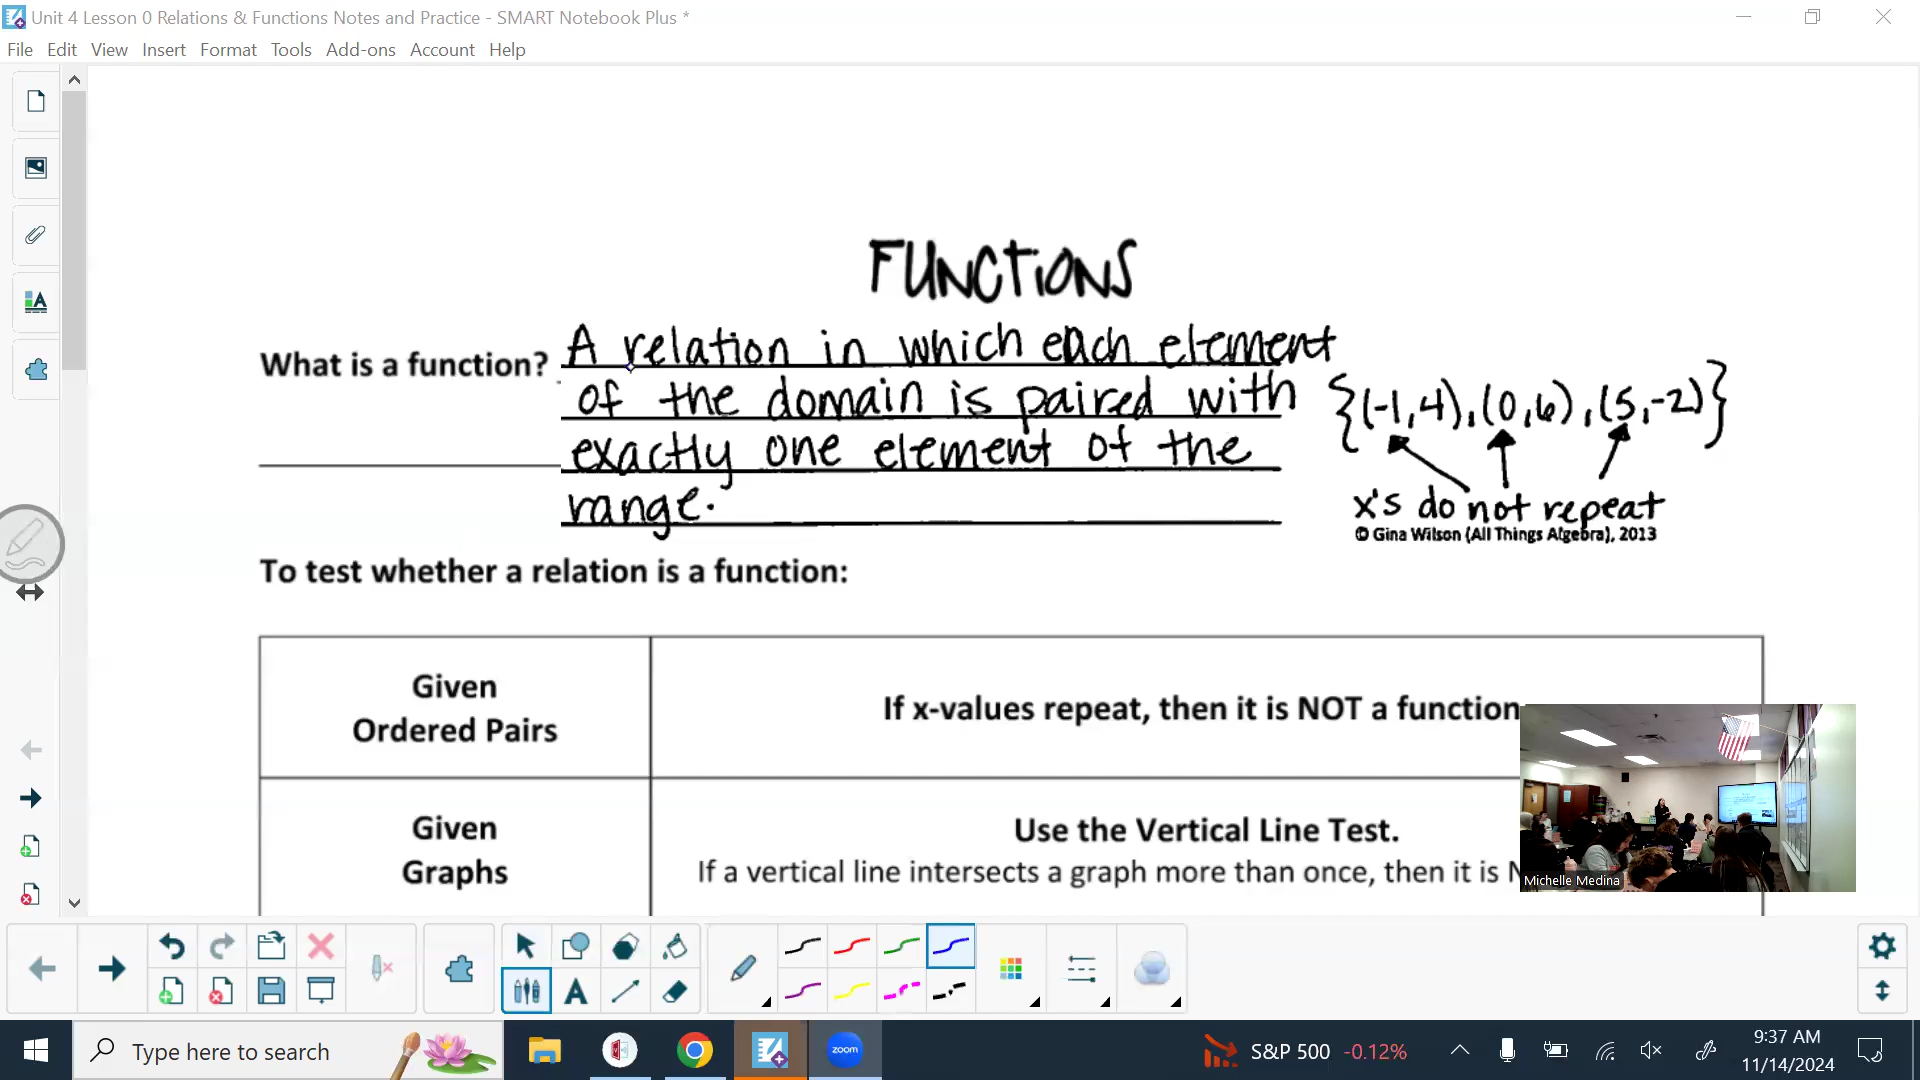 Unit 4 Lesson 0 Relations & Functions Notes and Practice - SMART Notebook Plus *
File Edit View Insert Format Tools Add-ons Account Help
FUNCTIONS
What is a function? A relation in which each element
of the domain is paired with
exactly one element of the
range.
{(-1,4),(0,6),(5,-2)}
x's do not repeat
© Gina Wilson (All Things Algebra), 2013
To test whether a relation is a function:
Given
Ordered Pairs
If x-values repeat, then it is NOT a function
Given
Graphs
Use the Vertical Line Test.
If a vertical line intersects a graph more than once, then it is N
Michelle Medina
Type here to search
zoom
S&P 500 -0.12%
9:37 AM
11/14/2024